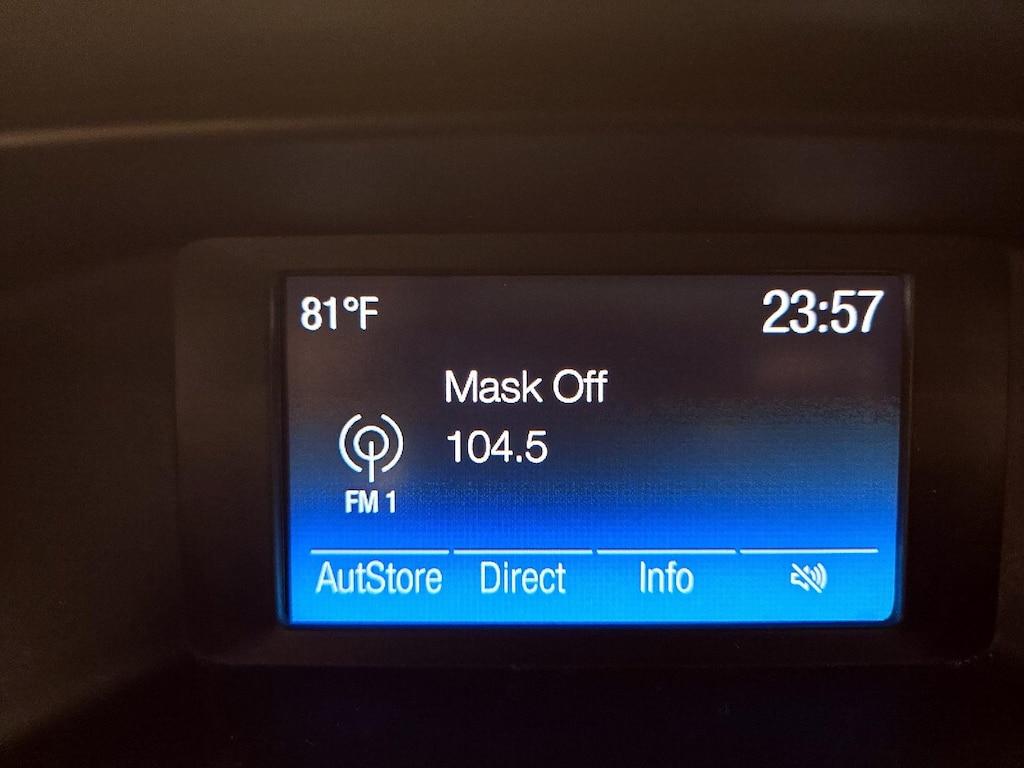 81°F 23:57
Mask Off
104.5
FM 1
AutStore Direct Info